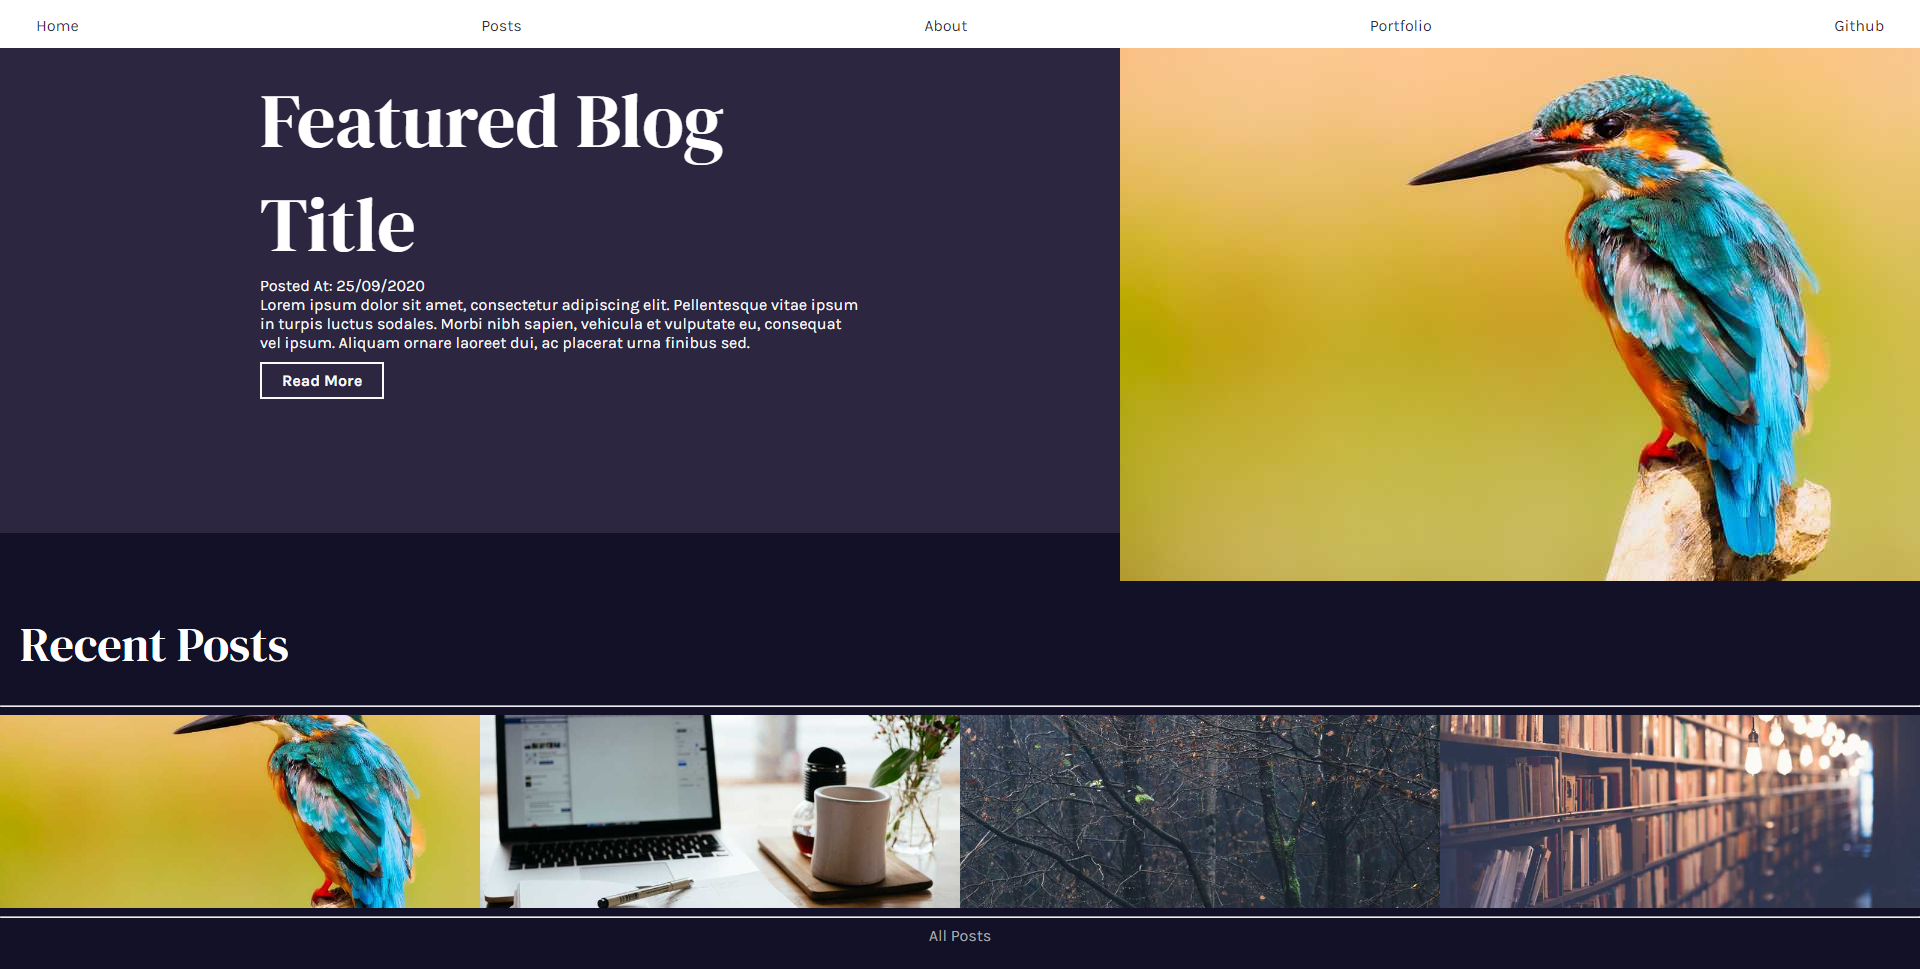 Home Posts About Portfolio Github
Featured Blog
Title
Posted At: 25/09/2020
Lorem ipsum dolor sit amet, consectetur adipiscing elit. Pellentesque vitae ipsum
in turpis luctus sodales. Morbi nibh sapien, vehicula et vulputate eu, consequat
vel ipsum. Aliquam ornare laoreet dui, ac placerat urna finibus sed.
Read More
Recent Posts
All Posts